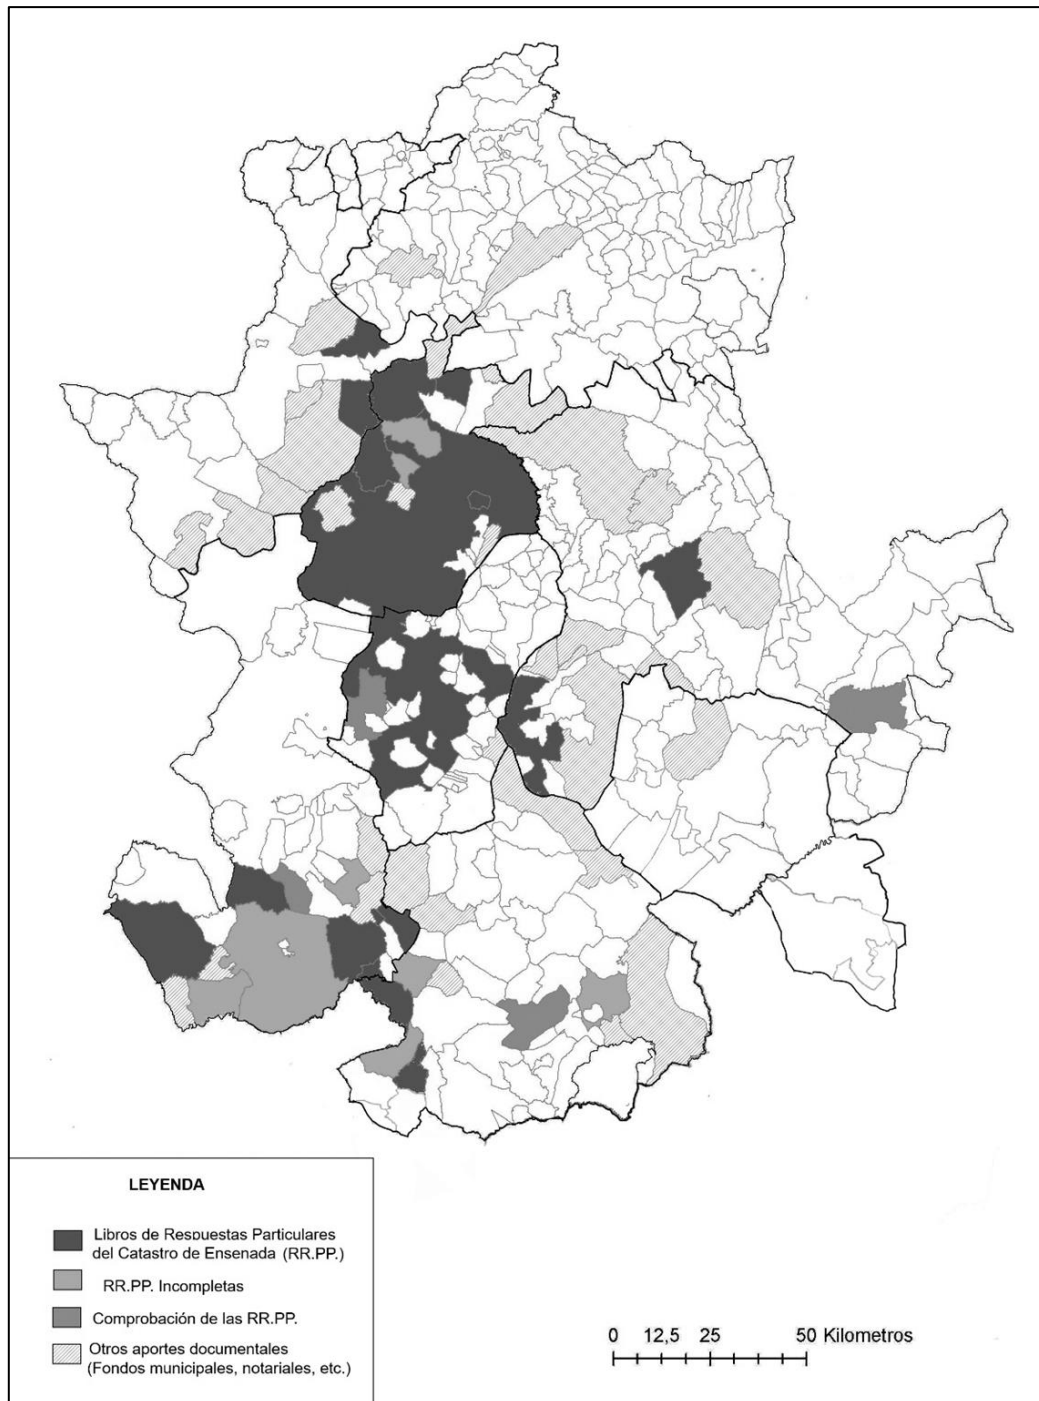 LEYENDA
Libros de Respuestas Particulares
del Catastro de Ensenada (RR.PP.)
RR.PP. Incompletas
Comprobación de las RR.PP.
Otros aportes documentales
(Fondos municipales, notariales, etc.)
0 12,5 25 50 Kilometros